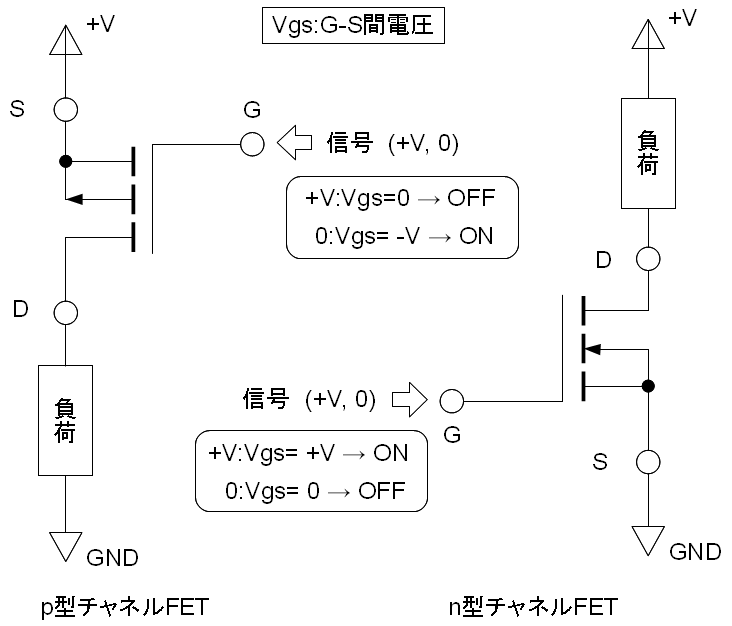 Vgs:G-S間電圧
+V
S
G
信号 (+V, 0)
+V:Vgs=0 → OFF
0:Vgs= -V → ON
D
負荷
GND
p型チャネルFET
+V
負荷
D
信号 (+V, 0)
G
+V:Vgs= +V → ON
0:Vgs= 0 → OFF
S
GND
n型チャネルFET